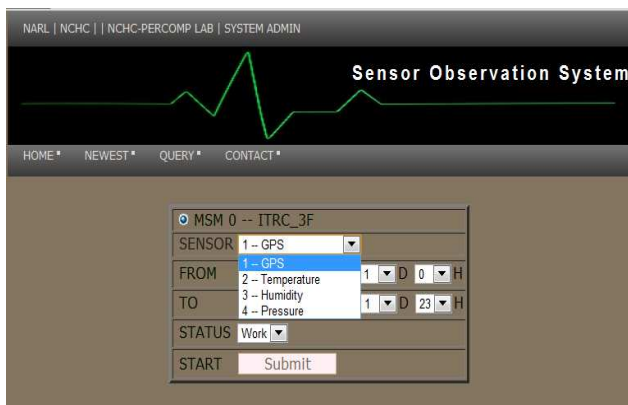 NARL | NCHC | | NCHC-PERCOMP LAB | SYSTEM ADMIN
Sensor Observation System
HOME NEWEST QUERY CONTACT
MSM 0 -- ITRC_3F
SENSOR 1 -- GPS
1 -- GPS
2 -- Temperature
3 -- Humidity
4 -- Pressure
FROM 1 D 0 H
TO 1 D 23 H
STATUS Work
START Submit